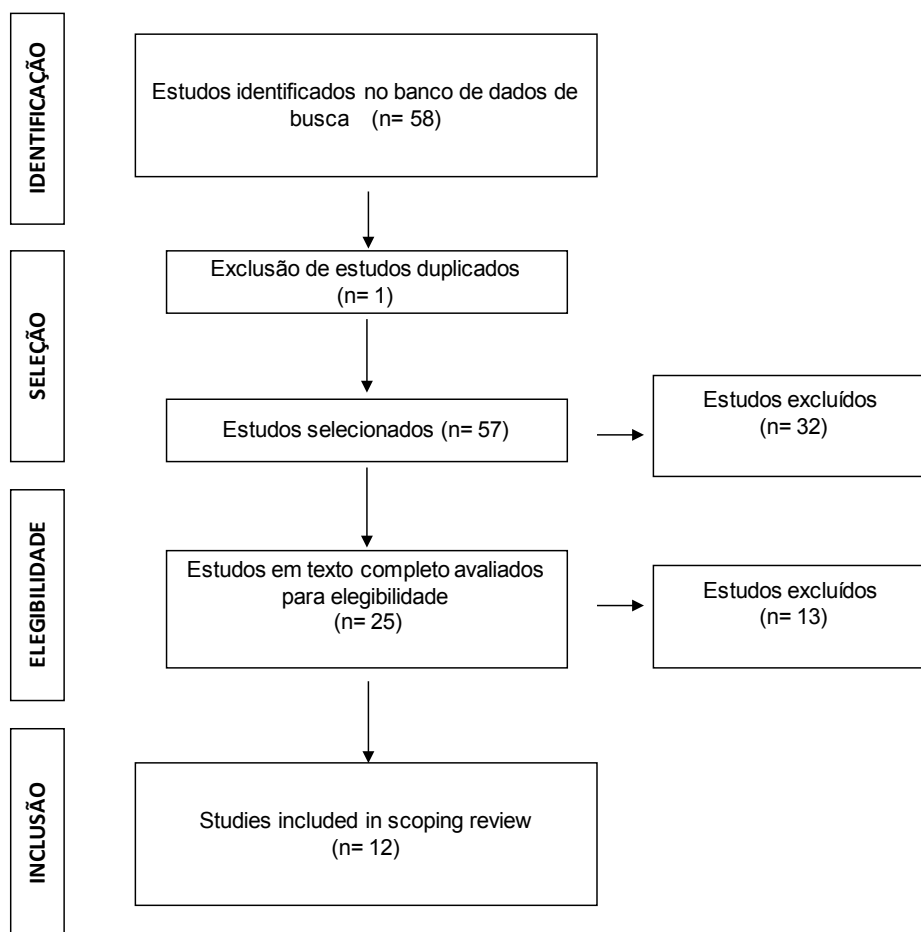 IDENTIFICAÇÃO
Estudos identificados no banco de dados de
busca (n= 58)
SELEÇÃO
Exclusão de estudos duplicados
(n= 1)
Estudos selecionados (n= 57)
Estudos excluídos
(n= 32)
ELEGIBILIDADE
Estudos em texto completo avaliados
para elegibilidade
(n= 25)
Estudos excluídos
(n= 13)
INCLUSÃO
Studies included in scoping review
(n= 12)